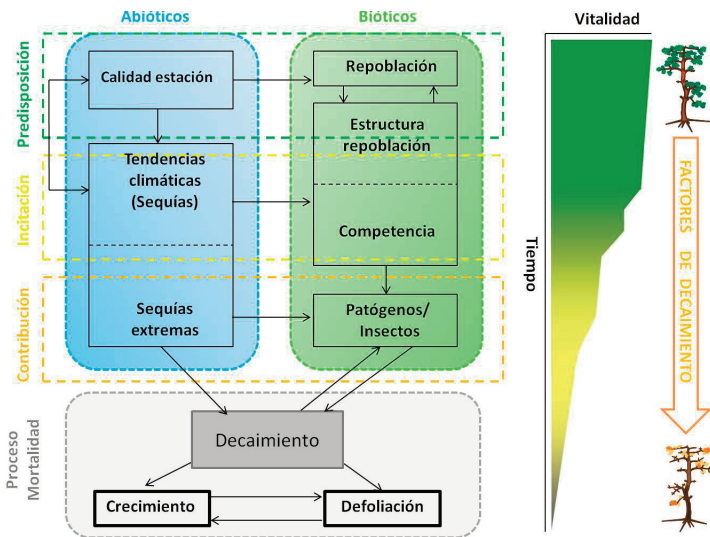 Abióticos
Bióticos
Vitalidad
Predisposición
Calidad estación
Repoblación
Estructura
repoblación
Incitación
Tendencias
climáticas
(Sequías)
Competencia
Contribución
Sequías
extremas
Patógenos/
Insectos
Proceso
Mortalidad
Decaimiento
Crecimiento
Defoliación
Tiempo
FACTORES DE DECAIMIENTO